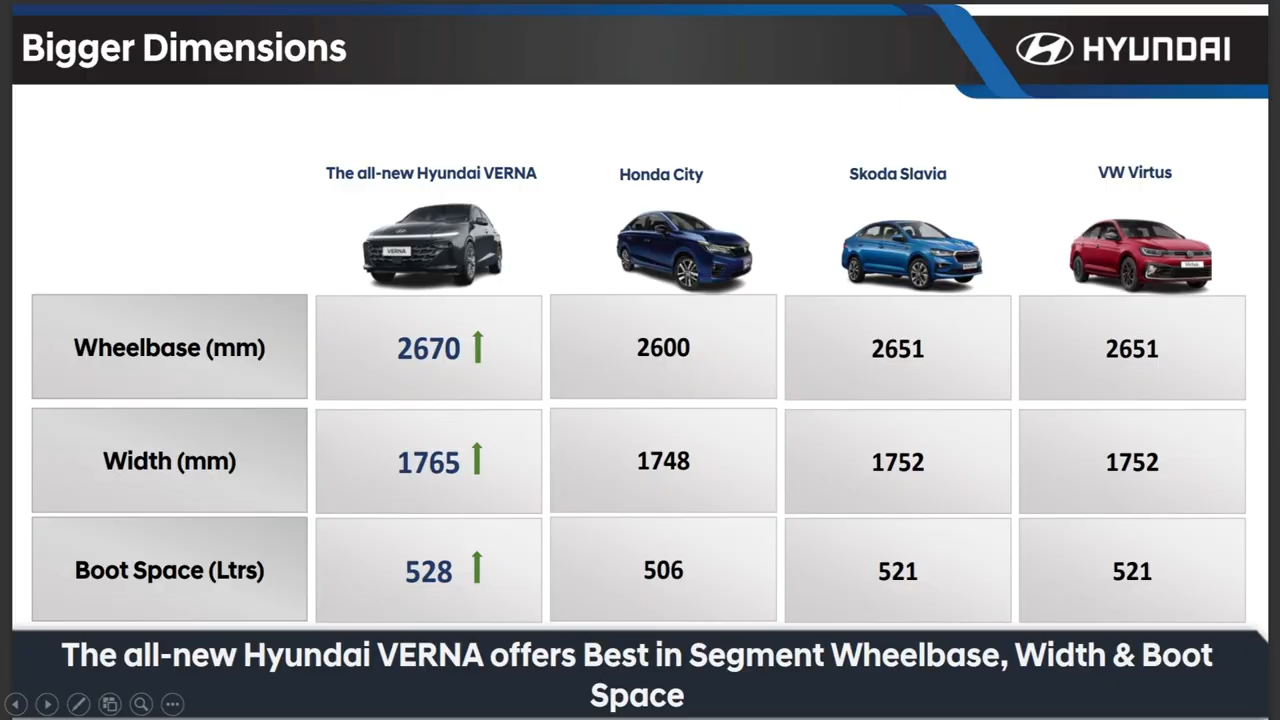 Bigger Dimensions
HYUNDAI
The all-new Hyundai VERNA
Honda City
Skoda Slavia
VW Virtus
VERNA
Virtus
Wheelbase (mm)
2670
2600
2651
2651
Width (mm)
1765
1748
1752
1752
Boot Space (Ltrs)
528
506
521
521
The all-new Hyundai VERNA offers Best in Segment Wheelbase, Width & Boot
Space